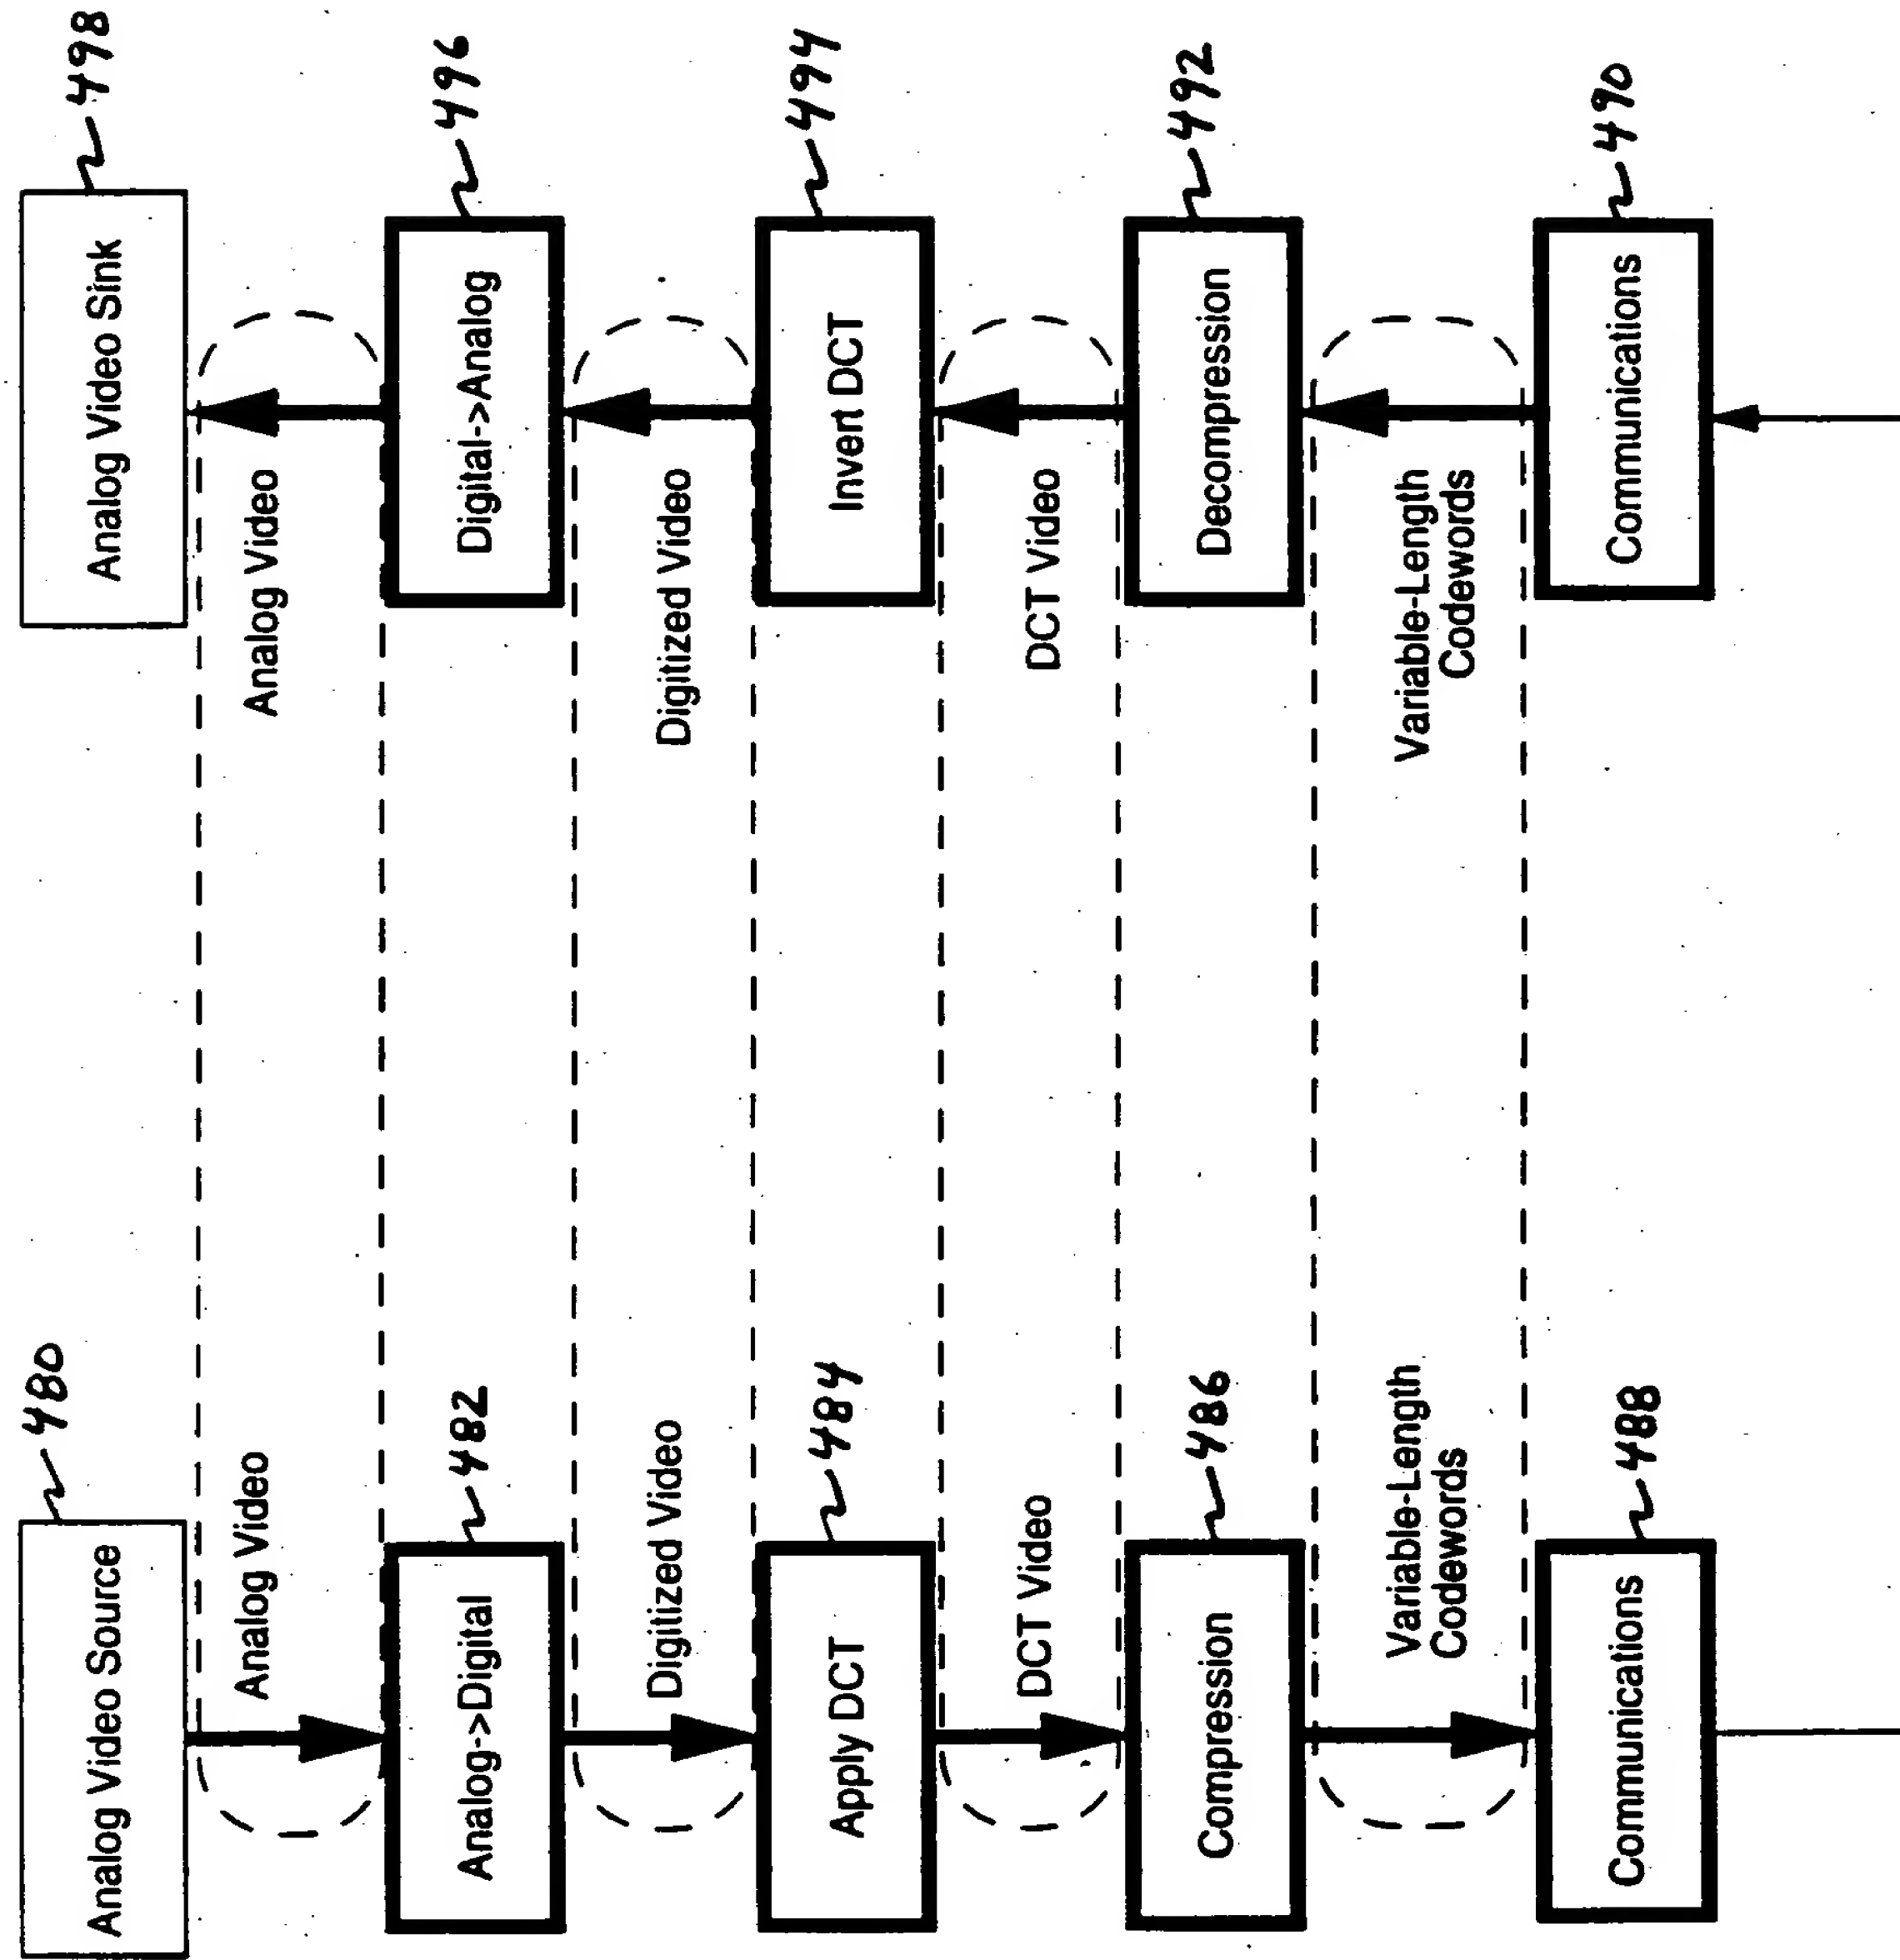 Analog Video Source
480
Analog Video
Analog->Digital
482
Digitized Video
Apply DCT
484
DCT Video
Compression
486
Variable-Length
Codewords
Communications
488
Analog Video Sink
498
Analog Video
Digital->Analog
496
Digitized Video
Invert DCT
494
DCT Video
Decompression
492
Variable-Length
Codewords
Communications
490